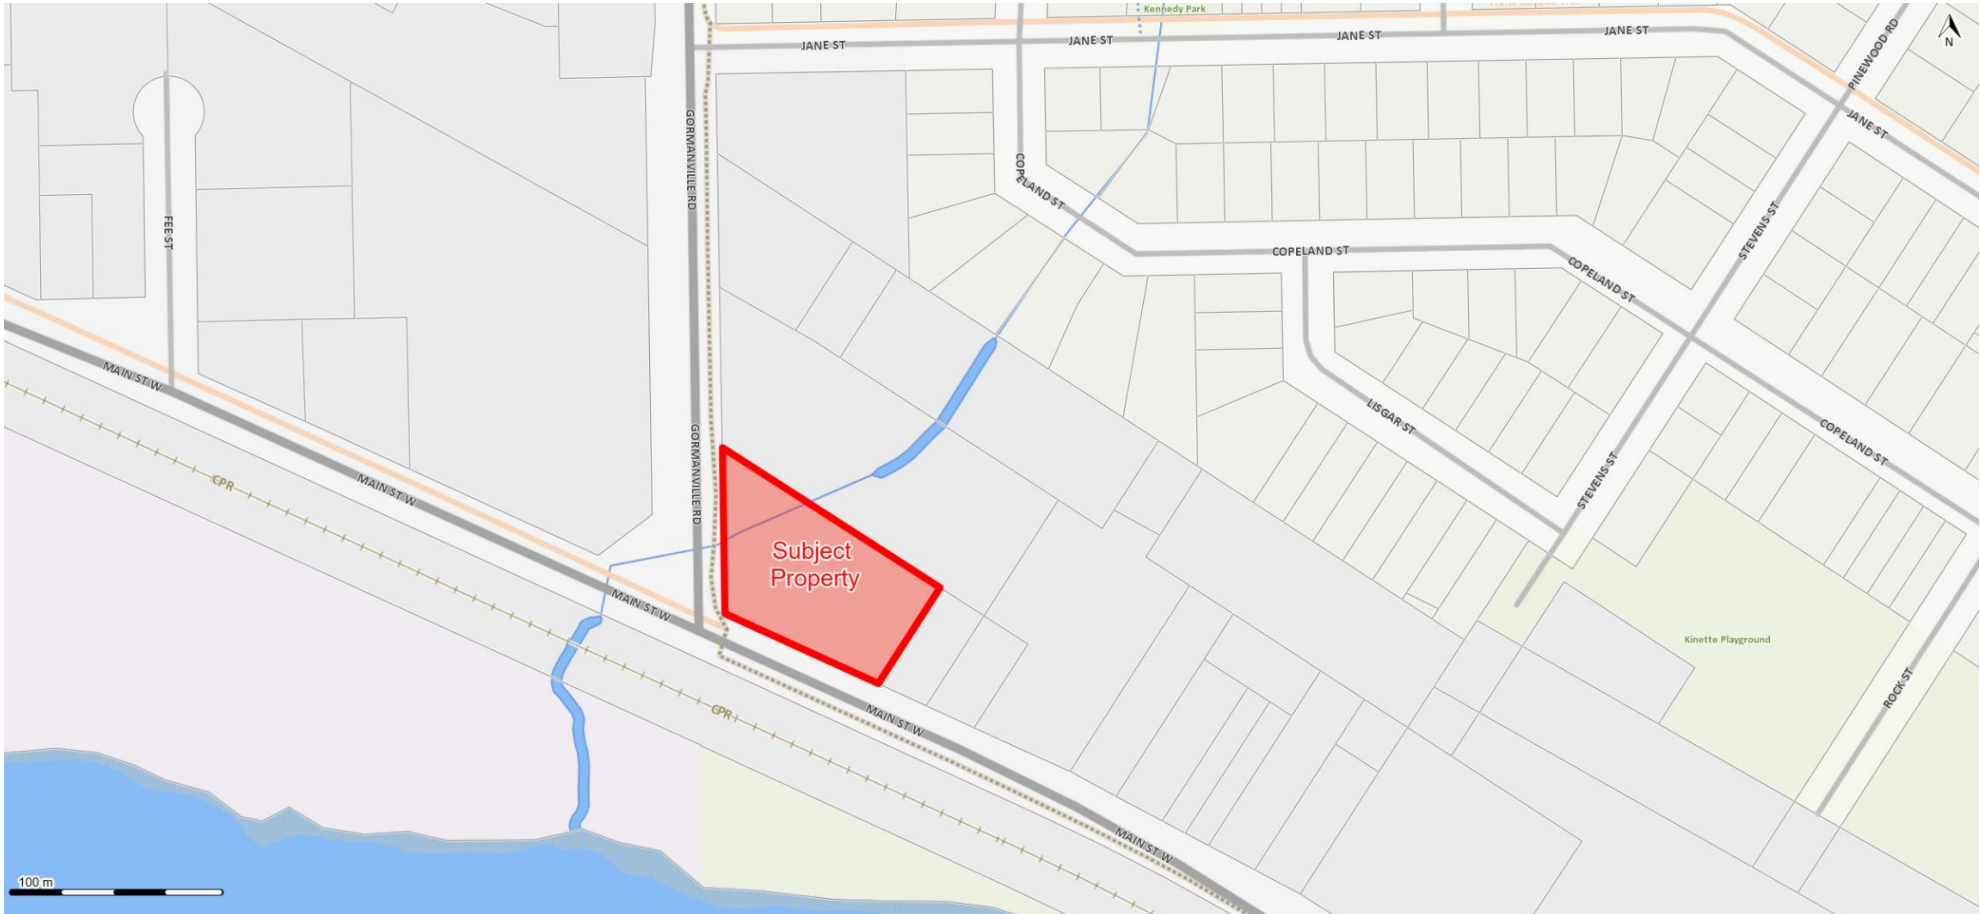 Kennedy Park
N
JANE ST
JANE ST
JANE ST
JANE ST
PINEWOOD RD
JANE ST
GORMANVILLE RD
COPELAND ST
FEE ST
STEVENS ST
COPELAND ST
COPELAND ST
MAIN ST W
LISGAR ST
COPELAND ST
CPR
MAIN ST W
GORMANVILLE RD
STEVENS ST
Subject
Property
MAIN ST W
Kinette Playground
ROCK ST
CPR
MAIN ST W
MAIN ST W
100 m